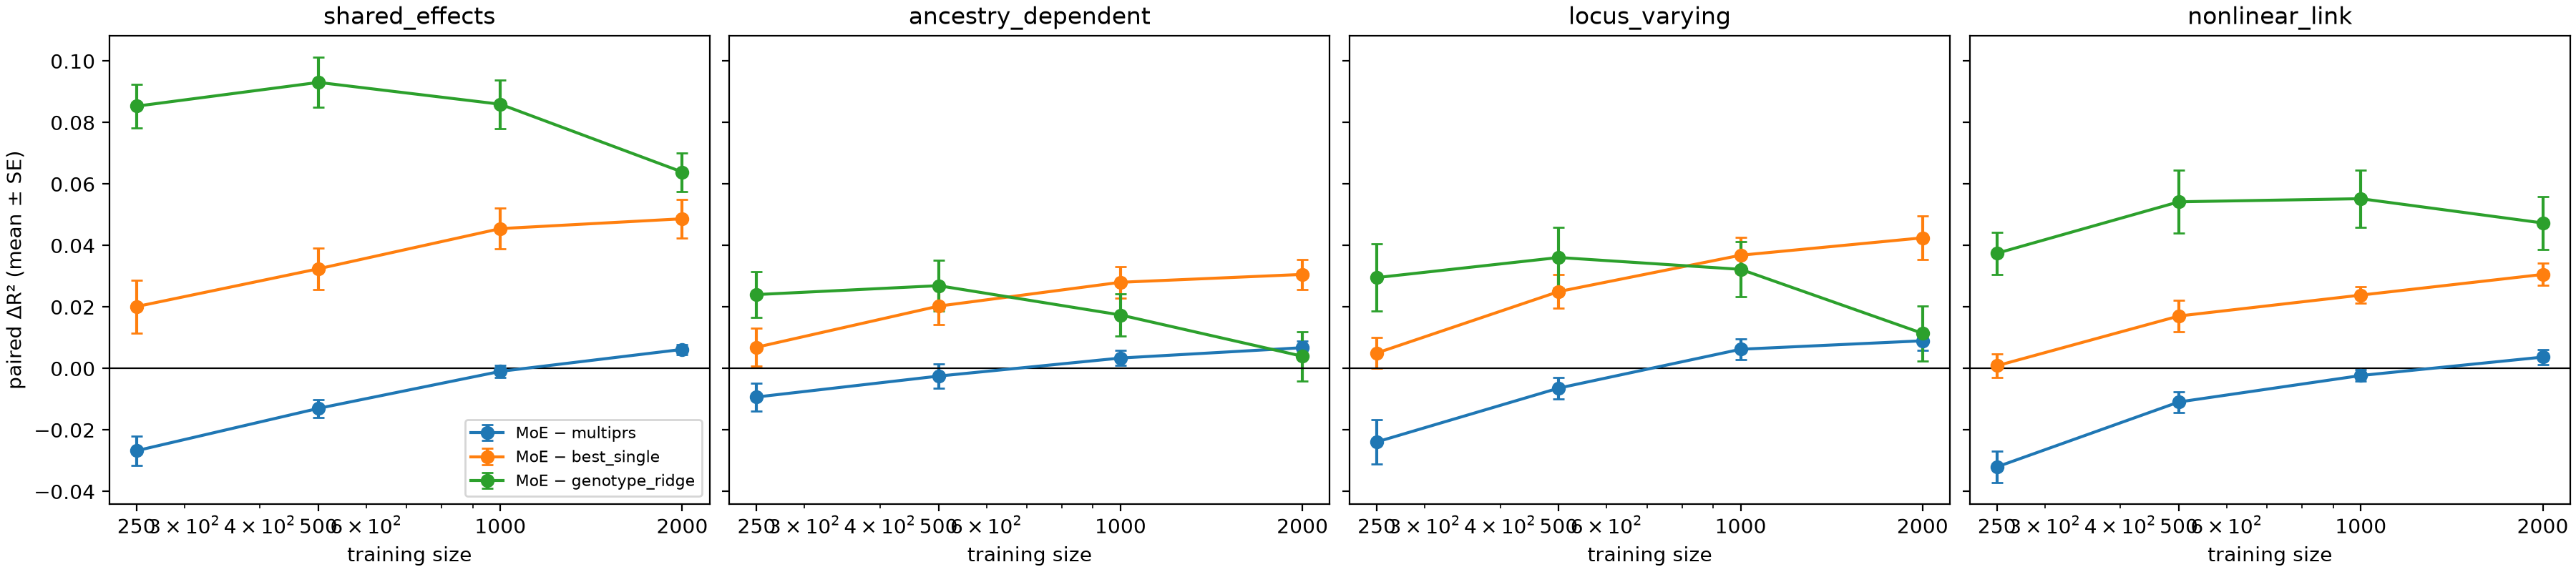 shared_effects
ancestry_dependent
locus_varying
nonlinear_link
paired ΔR² (mean ± SE)
0.10
0.08
0.06
0.04
0.02
0.00
−0.02
−0.04
MoE − multiprs
MoE − best_single
MoE − genotype_ridge
250 3 × 10² 4 × 10² 500 6 × 10² 1000 2000
250 3 × 10² 4 × 10² 500 6 × 10² 1000 2000
250 3 × 10² 4 × 10² 500 6 × 10² 1000 2000
250 3 × 10² 4 × 10² 500 6 × 10² 1000 2000
training size
training size
training size
training size